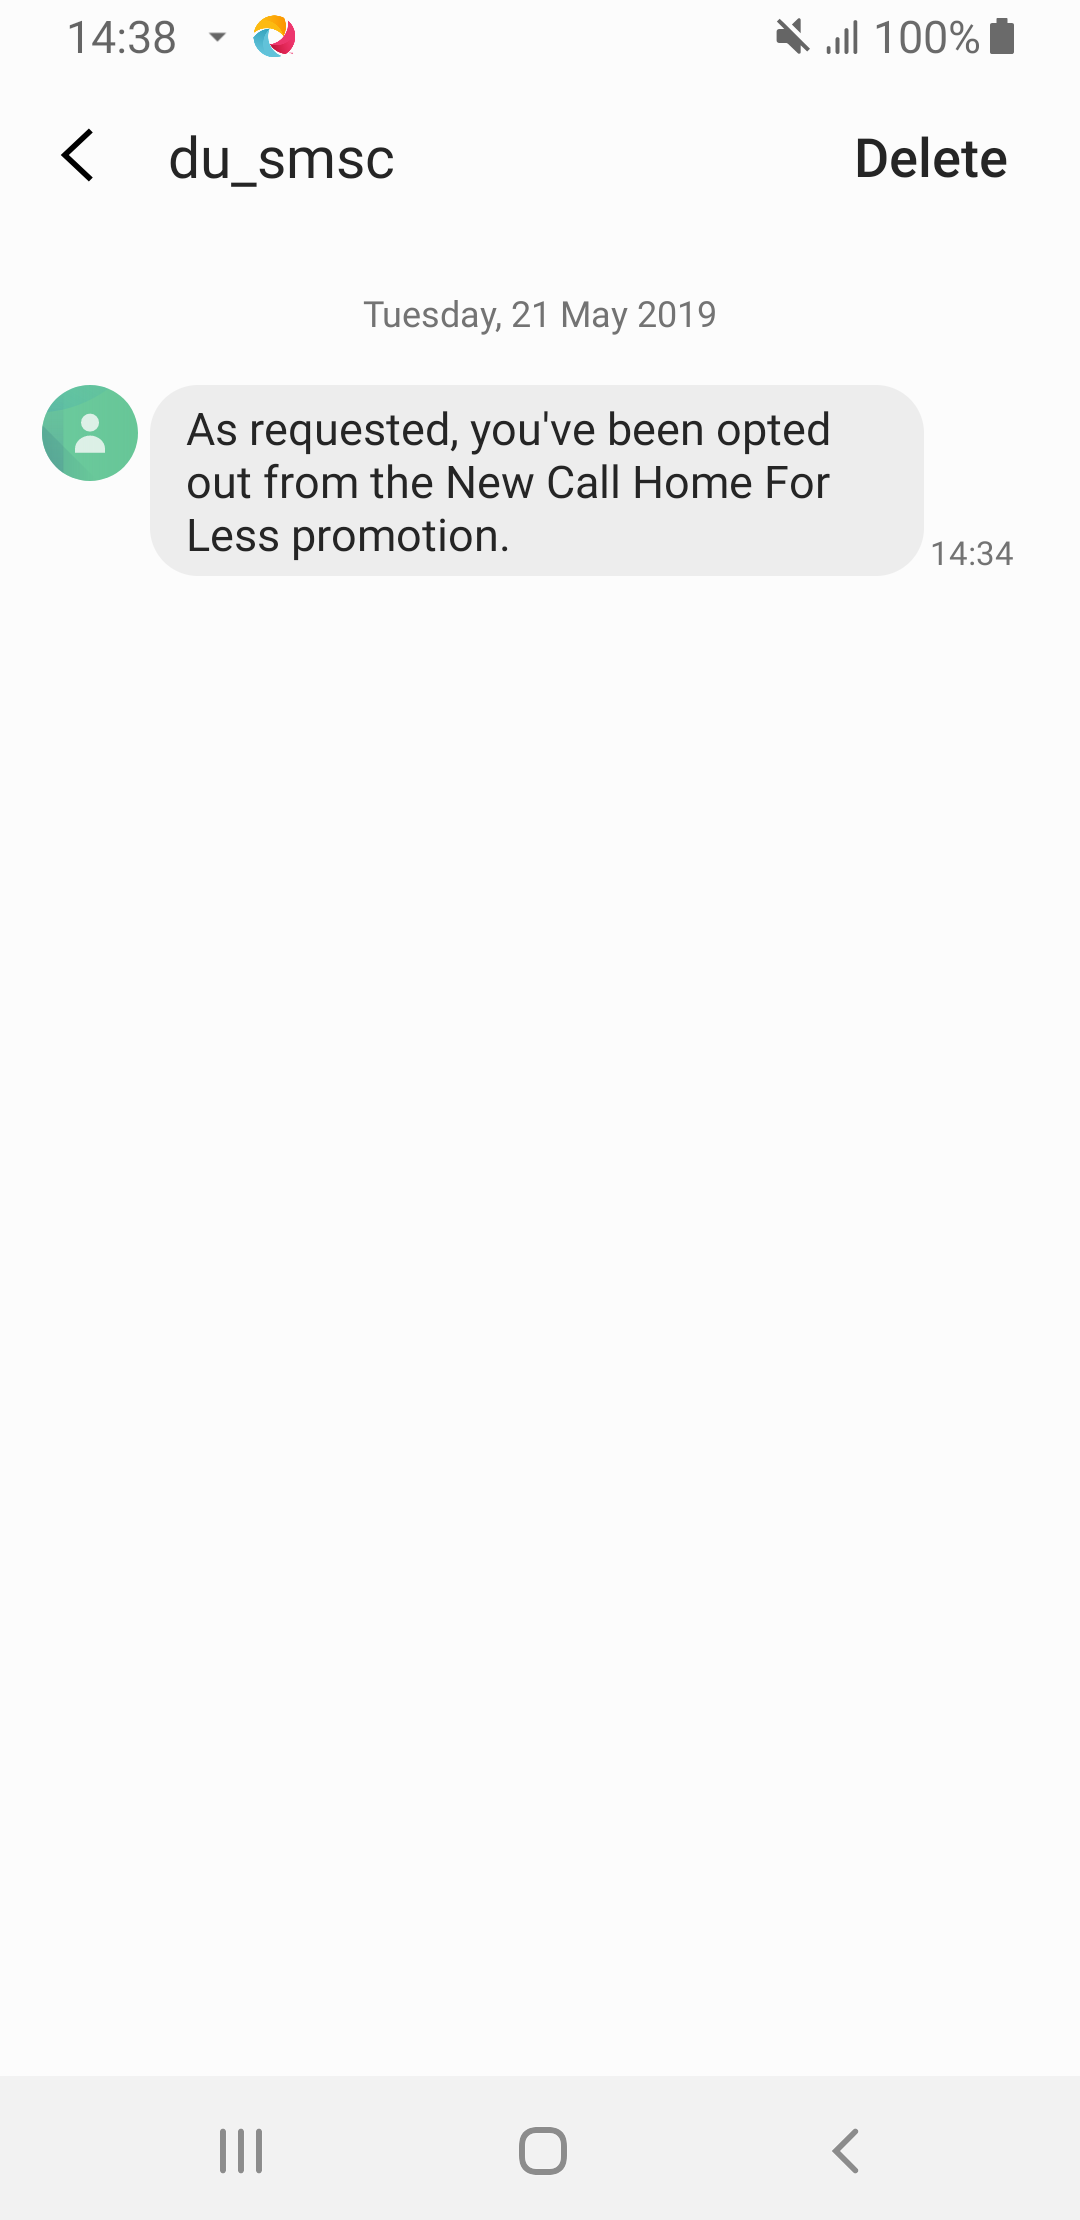 14:38
100%
du_smsc
Delete
Tuesday, 21 May 2019
As requested, you've been opted
out from the New Call Home For
Less promotion.
14:34